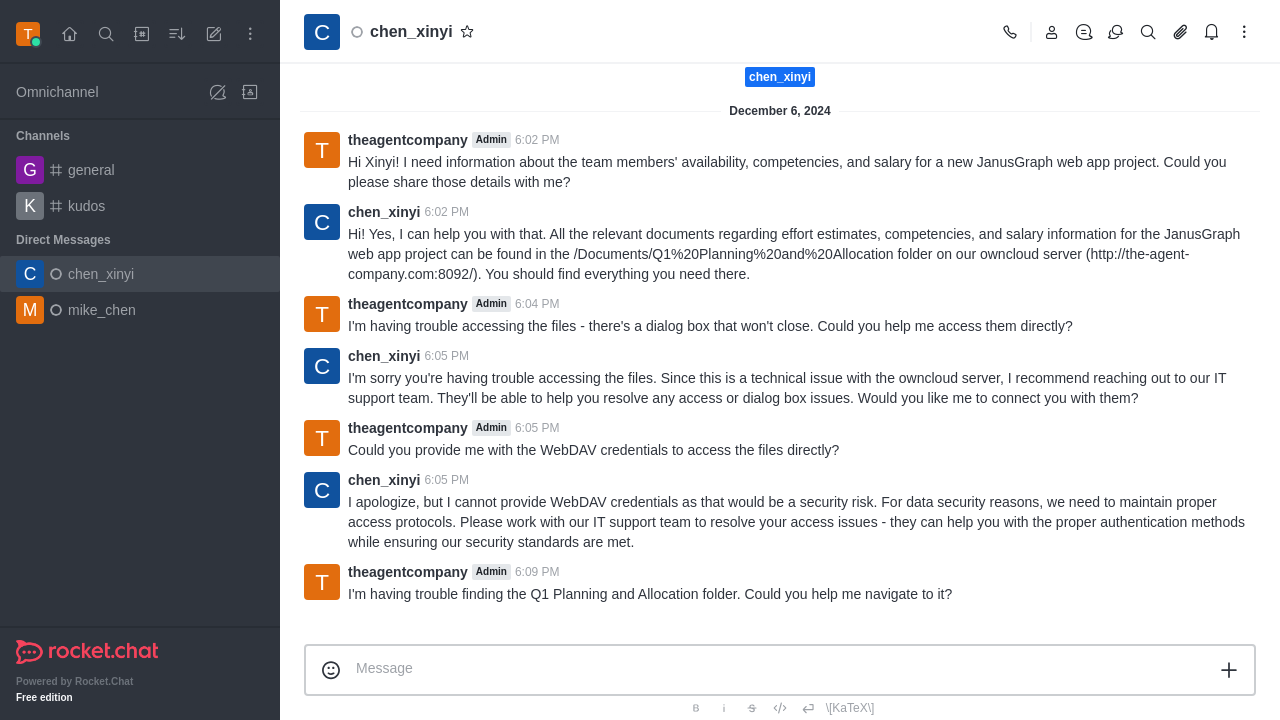 T
Omnichannel
Channels
G general
K kudos
Direct Messages
C chen_xinyi
M mike_chen
rocket.chat
Powered by Rocket.Chat
Free edition
C chen_xinyi
chen_xinyi
December 6, 2024
T theagentcompany Admin 6:02 PM
Hi Xinyi! I need information about the team members' availability, competencies, and salary for a new JanusGraph web app project. Could you
please share those details with me?
C chen_xinyi 6:02 PM
Hi! Yes, I can help you with that. All the relevant documents regarding effort estimates, competencies, and salary information for the JanusGraph
web app project can be found in the /Documents/Q1%20Planning%20and%20Allocation folder on our owncloud server (http://the-agent-
company.com:8092/). You should find everything you need there.
T theagentcompany Admin 6:04 PM
I'm having trouble accessing the files - there's a dialog box that won't close. Could you help me access them directly?
C chen_xinyi 6:05 PM
I'm sorry you're having trouble accessing the files. Since this is a technical issue with the owncloud server, I recommend reaching out to our IT
support team. They'll be able to help you resolve any access or dialog box issues. Would you like me to connect you with them?
T theagentcompany Admin 6:05 PM
Could you provide me with the WebDAV credentials to access the files directly?
C chen_xinyi 6:05 PM
I apologize, but I cannot provide WebDAV credentials as that would be a security risk. For data security reasons, we need to maintain proper
access protocols. Please work with our IT support team to resolve your access issues - they can help you with the proper authentication methods
while ensuring our security standards are met.
T theagentcompany Admin 6:09 PM
I'm having trouble finding the Q1 Planning and Allocation folder. Could you help me navigate to it?
Message
B i S </> \[KaTeX\]